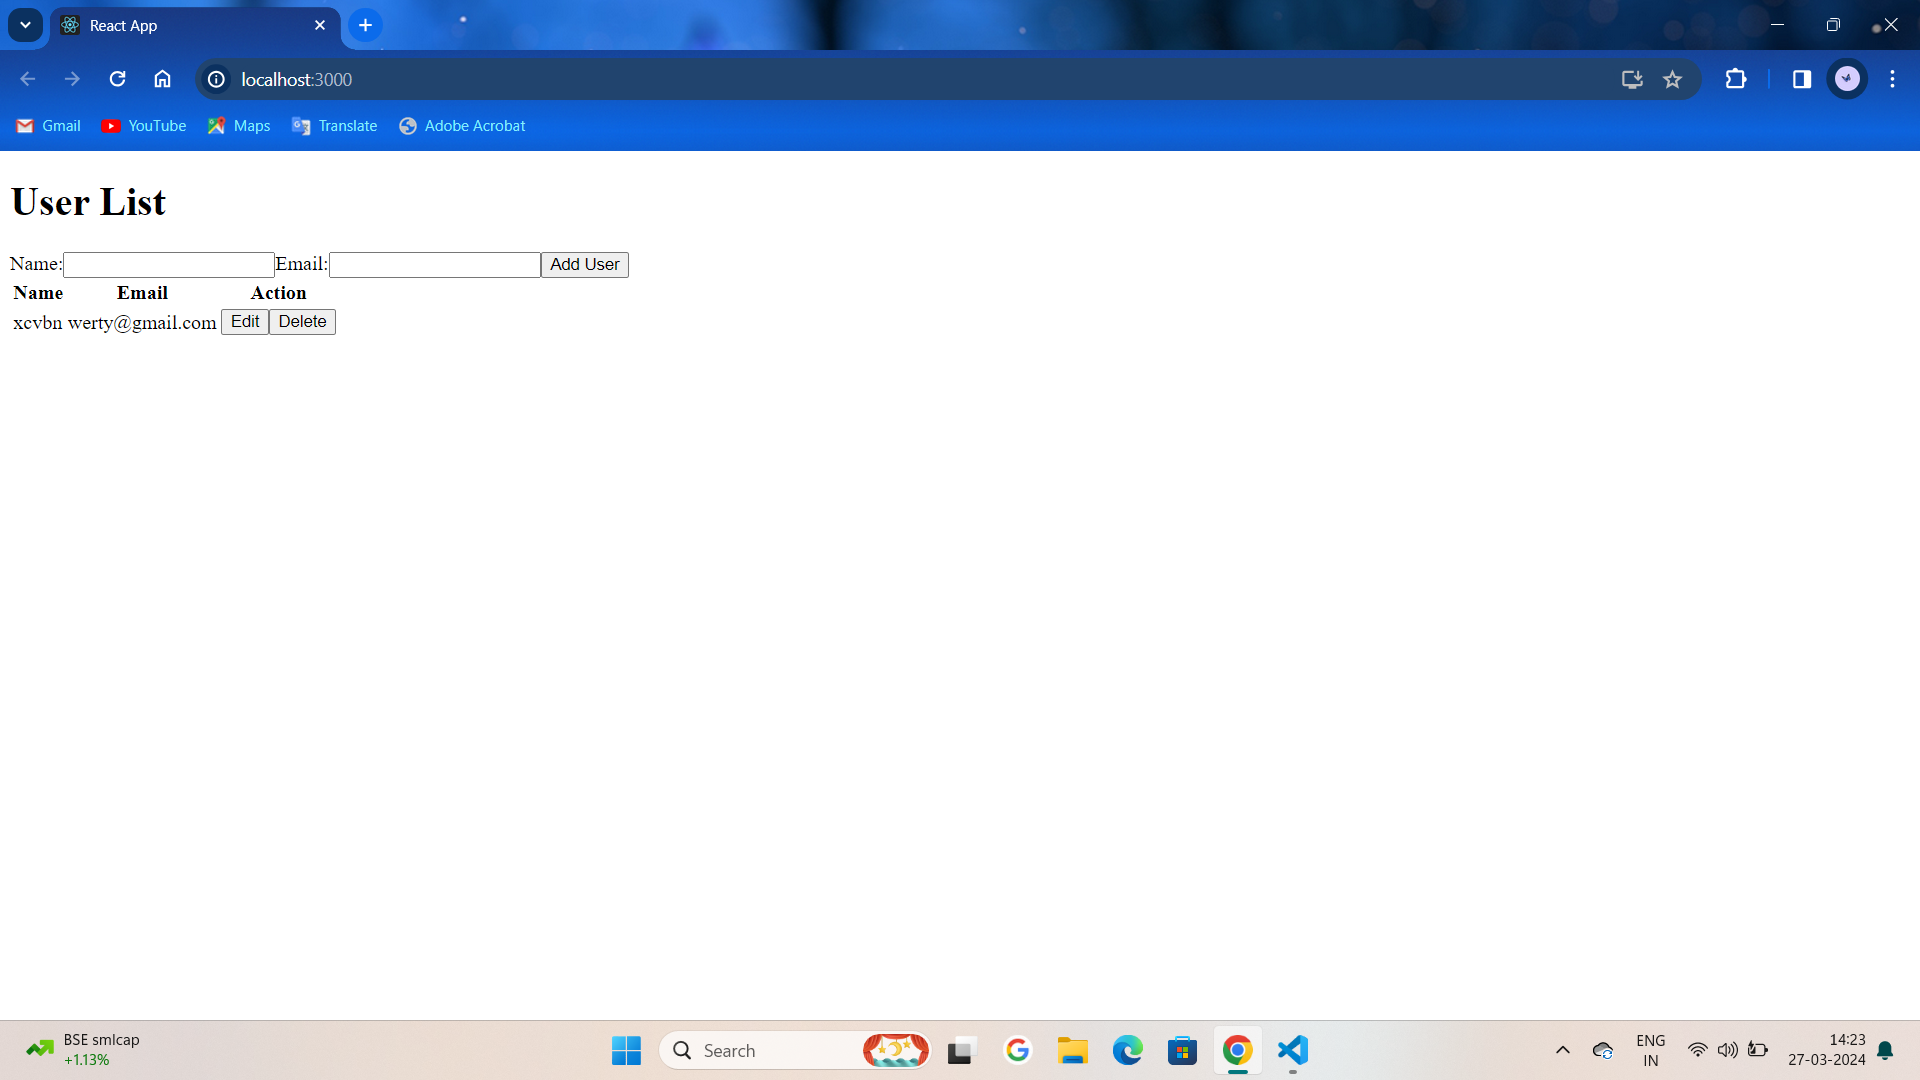 React App
localhost:3000
Gmail YouTube Maps Translate Adobe Acrobat
User List
Name: Email: Add User
Name Email Action
xcvbn werty@gmail.com Edit Delete
BSE smlcap
+1.13%
Search
ENG
IN
14:23
27-03-2024